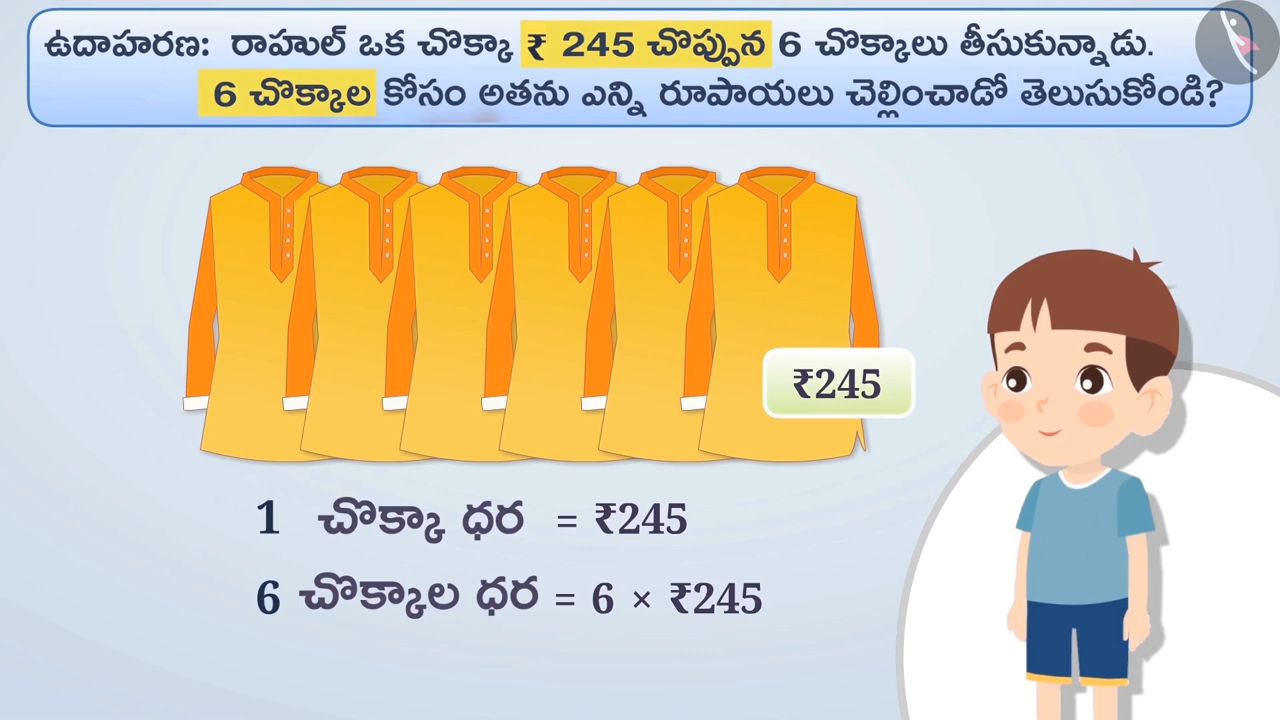 ఉదాహరణ: రాహుల్ ఒక చొక్కా ₹ 245 చొప్పున 6 చొక్కాలు తీసుకున్నాడు.
6 చొక్కాల కోసం అతను ఎన్ని రూపాయలు చెల్లించాడో తెలుసుకోండి?
₹245
1 చొక్కా ధర = ₹245
6 చొక్కాల ధర = 6 × ₹245